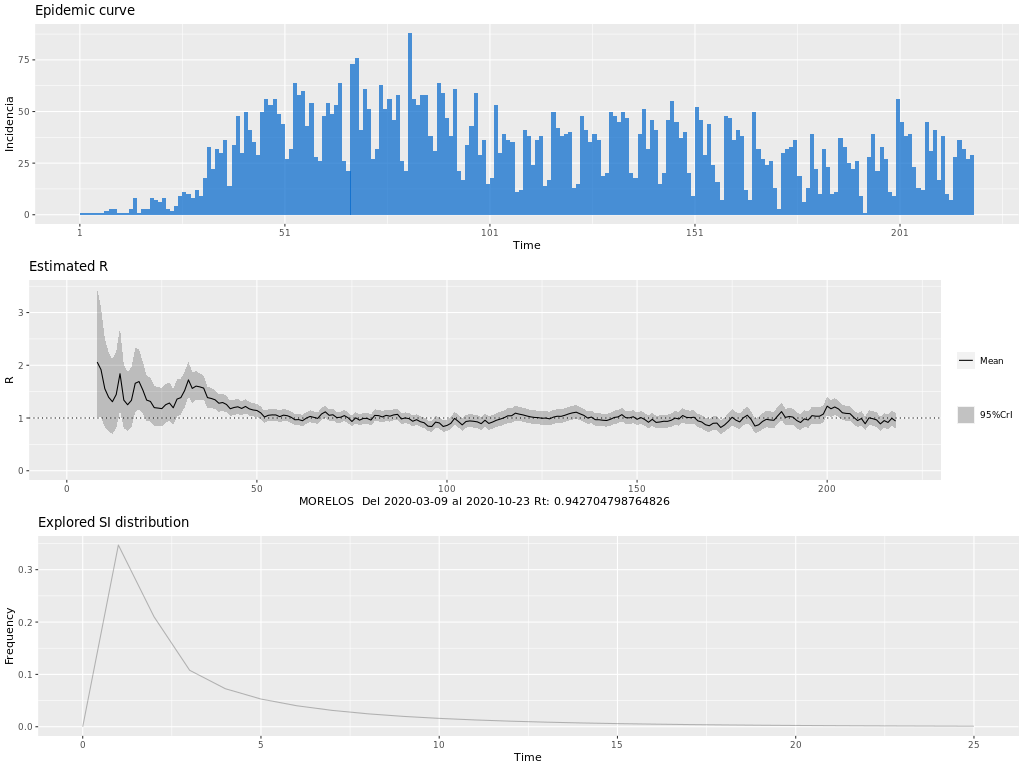 Epidemic curve
75
50
25
0
Incidencia
1 51 101 151 201
Time
Estimated R
3
2
1
0
R
Mean
95%CrI
0 50 100 150 200
MORELOS Del 2020-03-09 al 2020-10-23 Rt: 0.942704798764826
Explored SI distribution
0.3
0.2
0.1
0.0
Frequency
0 5 10 15 20 25
Time